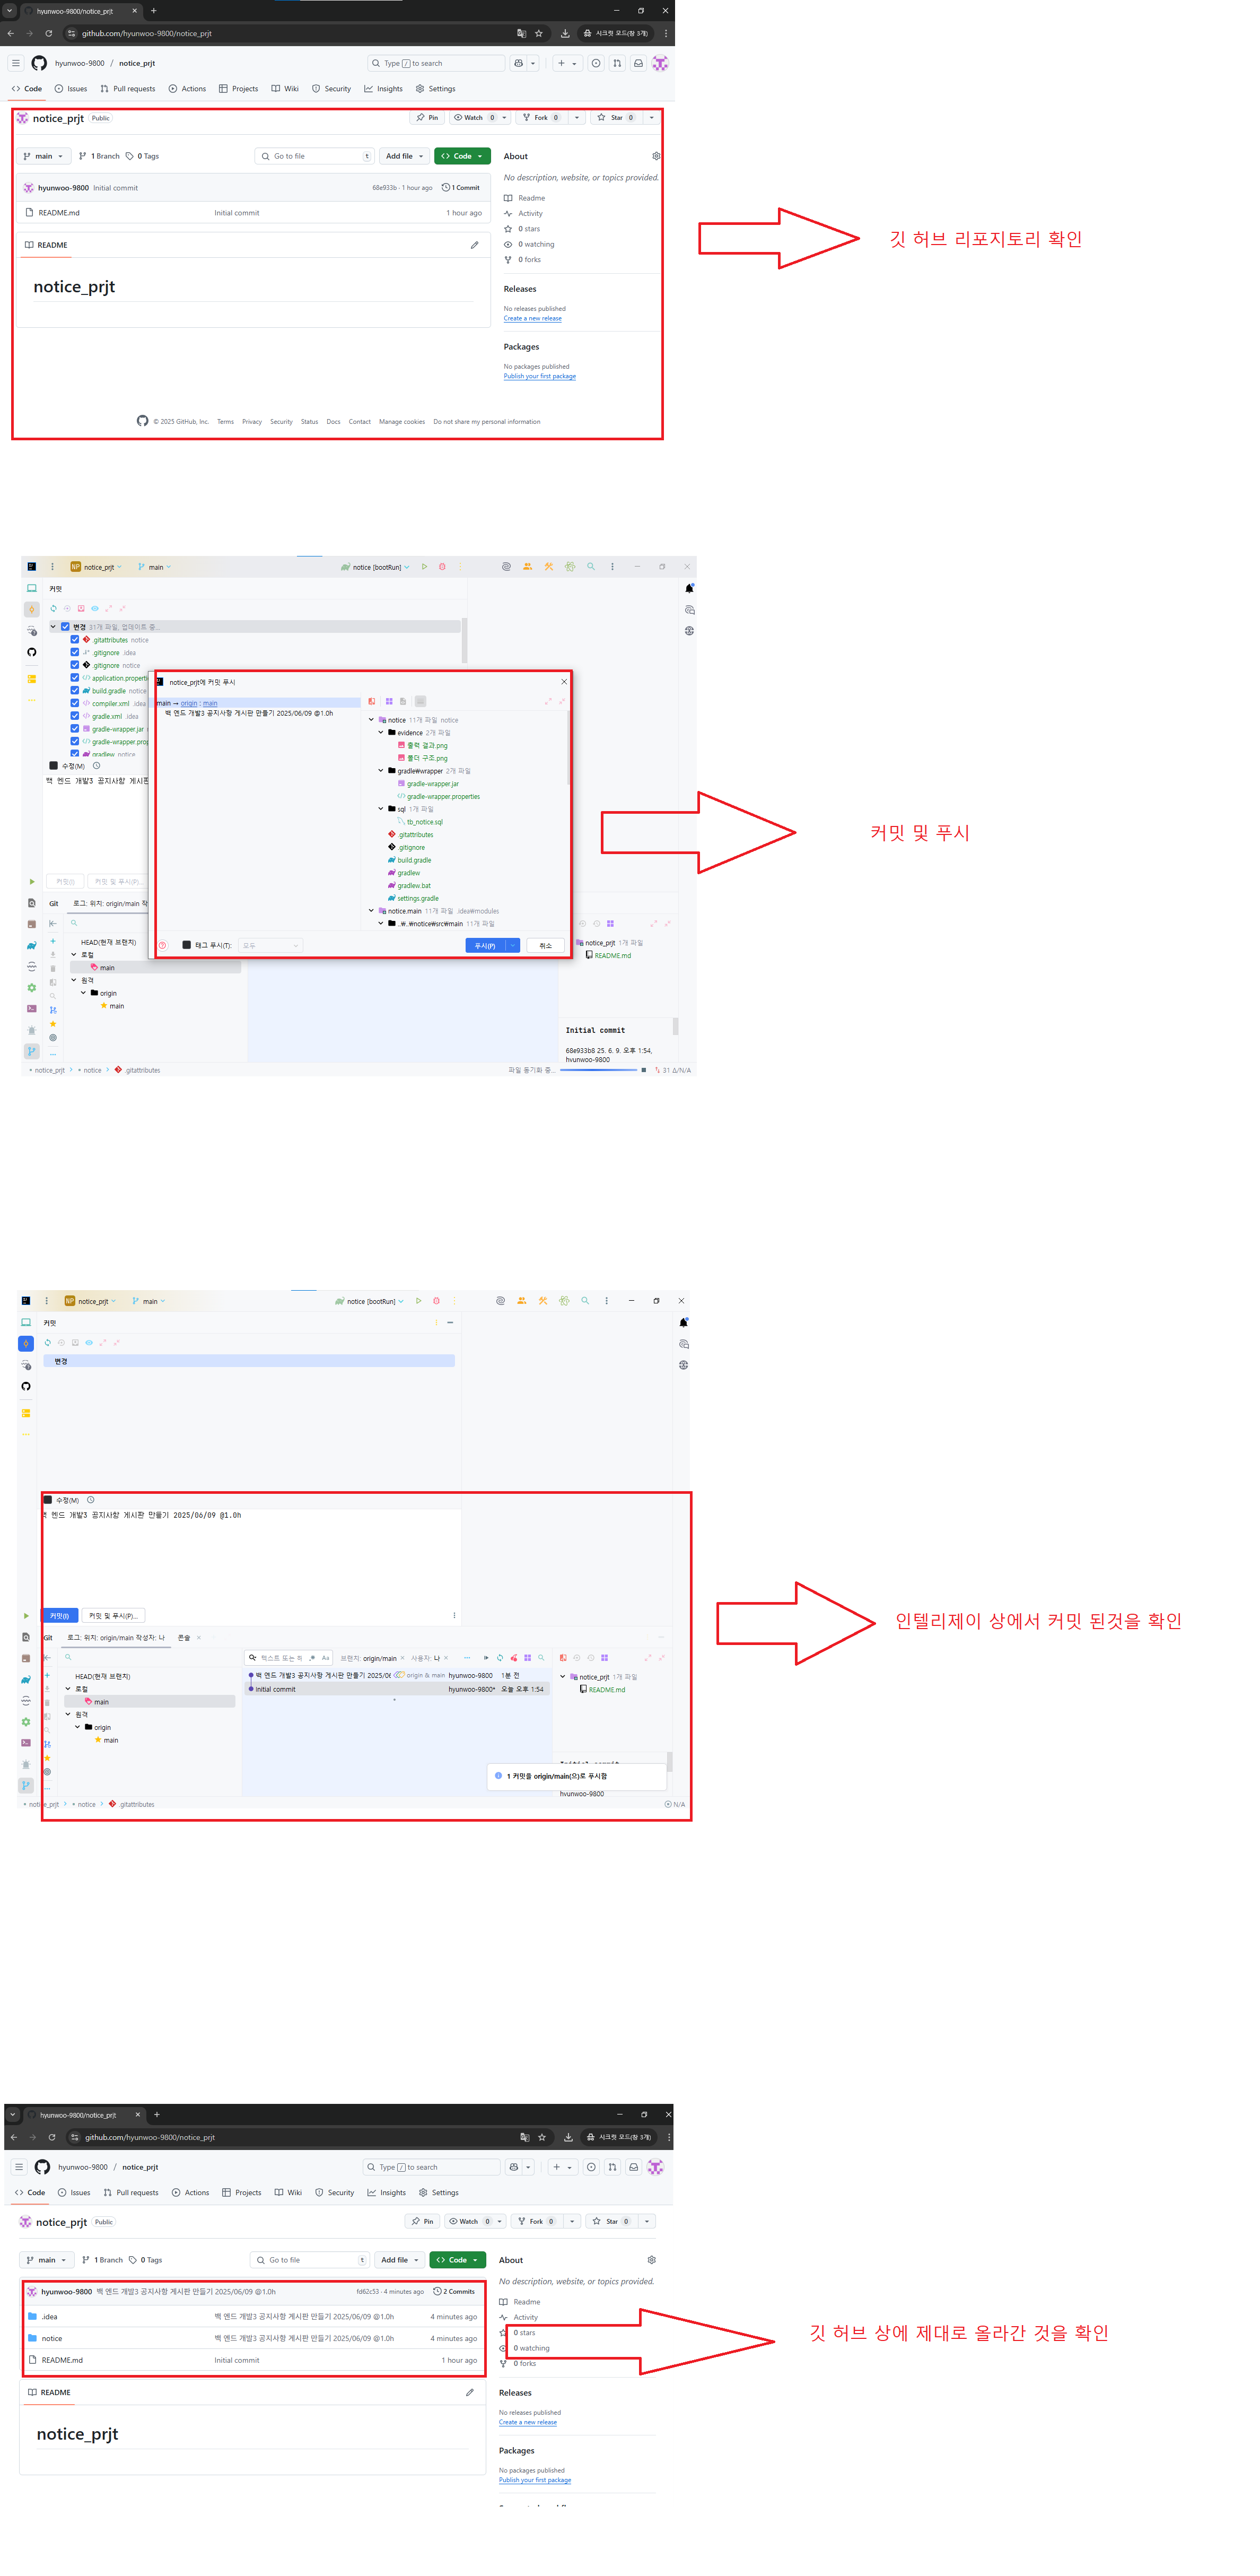 hyunwoo-9800/notice_prjt
github.com/hyunwoo-9800/notice_prjt
시크릿 모드(창 3개)
hyunwoo-9800 / notice_prjt
Type / to search
Code Issues Pull requests Actions Projects Wiki Security Insights Settings
notice_prjt Public
Pin Watch 0 Fork 0 Star 0
main 1 Branch 0 Tags
Go to file t Add file Code
About
No description, website, or topics provided.
hyunwoo-9800 Initial commit 68e933b · 1 hour ago 1 Commit
README.md Initial commit 1 hour ago
README
notice_prjt
Readme
Activity
0 stars
0 watching
0 forks
Releases
No releases published
Create a new release
Packages
No packages published
Publish your first package
© 2025 GitHub, Inc. Terms Privacy Security Status Docs Contact Manage cookies Do not share my personal information
깃 허브 리포지토리 확인
NP notice_prjt main notice [bootRun]
커밋
변경 31개 파일, 업데이트 중...
.gitattributes notice
.gitignore .idea
.gitignore notice
application.properti
build.gradle notice
compiler.xml .idea
gradle.xml .idea
gradle-wrapper.jar
gradle-wrapper.prop
gradlew notice
수정(M)
백 엔드 개발3 공지사항 게시판
커밋(I) 커밋 및 푸시(P)...
notice_prjt에 커밋 푸시
main → origin : main
백 엔드 개발3 공지사항 게시판 만들기 2025/06/09 @1.0h
notice 11개 파일 notice
evidence 2개 파일
출력 결과.png
폴더 구조.png
gradle₩wrapper 2개 파일
gradle-wrapper.jar
gradle-wrapper.properties
sql 1개 파일
tb_notice.sql
.gitattributes
.gitignore
build.gradle
gradlew
gradlew.bat
settings.gradle
notice.main 11개 파일 .idea₩modules
..₩..₩notice₩src₩main 11개 파일
태그 푸시(T): 모두 푸시(P) 취소
Git 로그: 위치: origin/main 작
HEAD(현재 브랜치)
로컬
main
원격
origin
main
notice_prjt 1개 파일
README.md
Initial commit
68e933b8 25. 6. 9. 오후 1:54,
hyunwoo-9800
notice_prjt notice .gitattributes
파일 동기화 중... 31 Δ/N/A
커밋 및 푸시
NP notice_prjt main notice [bootRun]
커밋
변경
수정(M)
백 엔드 개발3 공지사항 게시판 만들기 2025/06/09 @1.0h
커밋(I) 커밋 및 푸시(P)...
Git 로그: 위치: origin/main 작성자: 나 콘솔
텍스트 또는 해 .* Aa 브랜치: origin/main 사용자: 나
HEAD(현재 브랜치)
로컬
main
원격
origin
main
백 엔드 개발3 공지사항 게시판 만들기 2025/06 origin & main hyunwoo-9800 1분 전
Initial commit hyunwoo-9800* 오늘 오후 1:54
notice_prjt 1개 파일
README.md
1 커밋을 origin/main(으)로 푸시함
hyunwoo-9800
notice_prjt notice .gitattributes N/A
인텔리제이 상에서 커밋 된것을 확인
hyunwoo-9800/notice_prjt
github.com/hyunwoo-9800/notice_prjt
시크릿 모드(창 3개)
hyunwoo-9800 / notice_prjt
Type / to search
Code Issues Pull requests Actions Projects Wiki Security Insights Settings
notice_prjt Public
Pin Watch 0 Fork 0 Star 0
main 1 Branch 0 Tags
Go to file t Add file Code
About
No description, website, or topics provided.
hyunwoo-9800 백 엔드 개발3 공지사항 게시판 만들기 2025/06/09 @1.0h fd62c53 · 4 minutes ago 2 Commits
.idea 백 엔드 개발3 공지사항 게시판 만들기 2025/06/09 @1.0h 4 minutes ago
notice 백 엔드 개발3 공지사항 게시판 만들기 2025/06/09 @1.0h 4 minutes ago
README.md Initial commit 1 hour ago
README
notice_prjt
Readme
Activity
0 stars
0 watching
0 forks
Releases
No releases published
Create a new release
Packages
No packages published
Publish your first package
깃 허브 상에 제대로 올라간 것을 확인